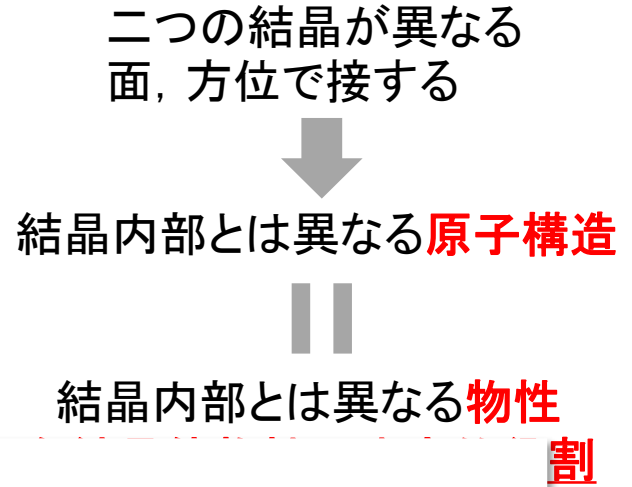 二つの結晶が異なる
面，方位で接する
結晶内部とは異なる原子構造
結晶内部とは異なる物性
割